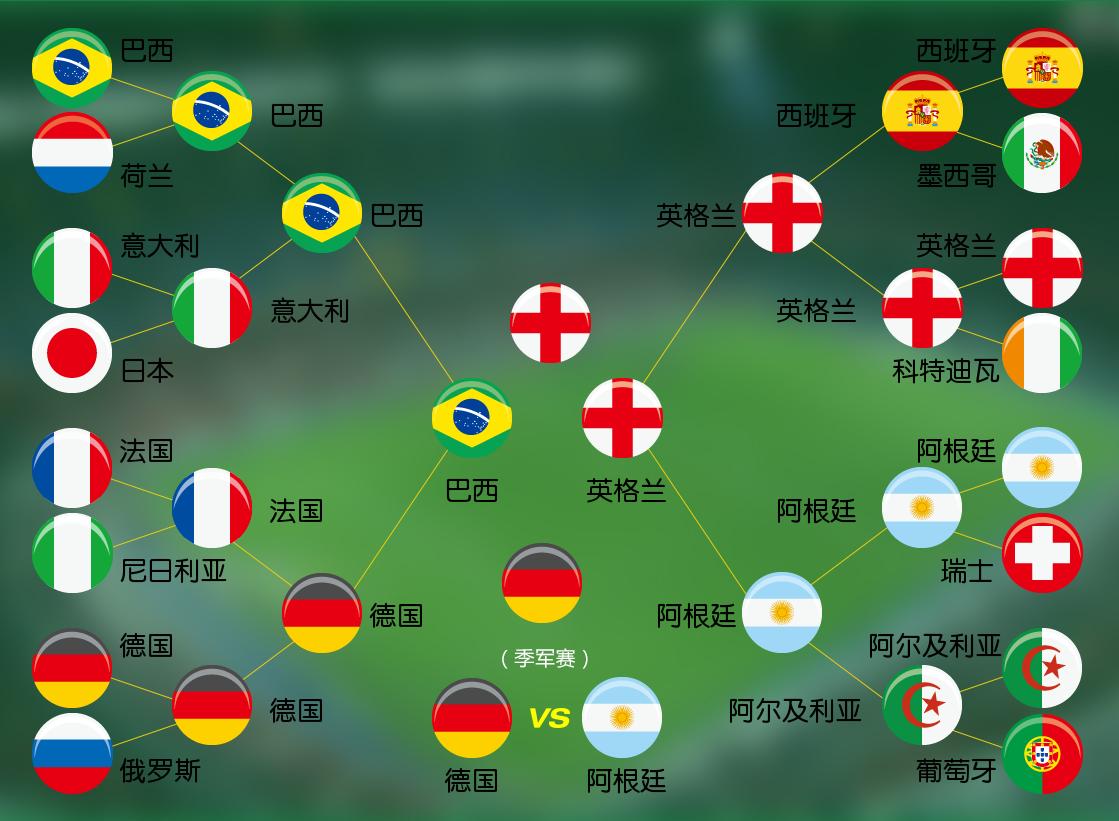 巴西
西班牙
巴西
西班牙
荷兰
墨西哥
巴西
英格兰
意大利
英格兰
意大利
英格兰
日本
科特迪瓦
法国
阿根廷
巴西
英格兰
法国
阿根廷
尼日利亚
瑞士
德国
阿根廷
德国
阿尔及利亚
（季军赛）
德国
阿尔及利亚
VS
俄罗斯
葡萄牙
德国
阿根廷